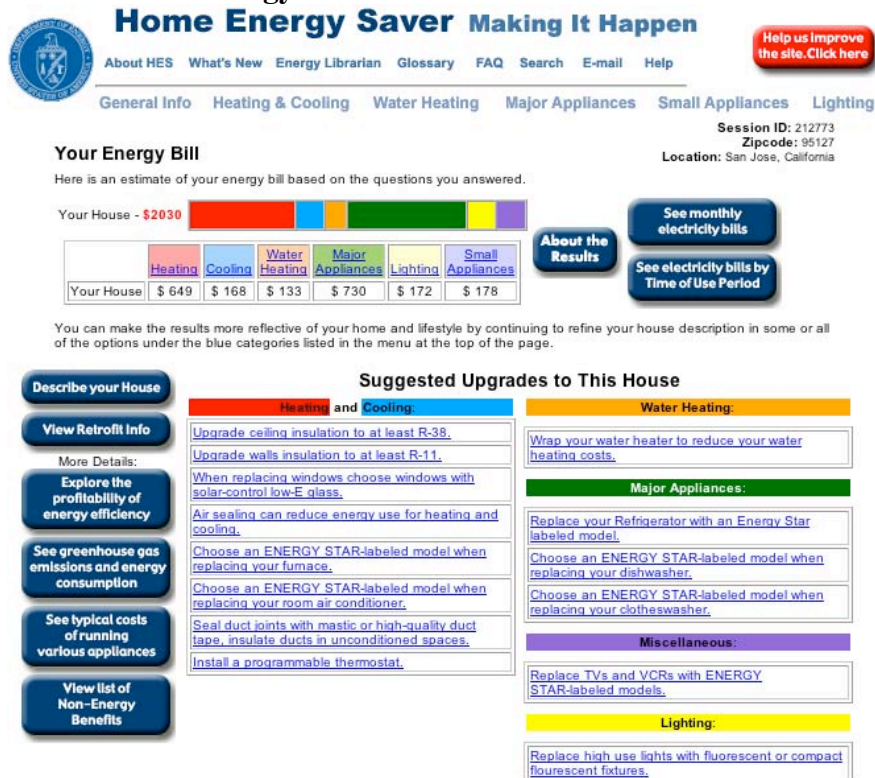 Home Energy Saver Making It Happen
Help us Improve
the site.Click here
About HES What's New Energy Librarian Glossary FAQ Search E-mail Help
General Info Heating & Cooling Water Heating Major Appliances Small Appliances Lighting
Session ID: 212773
Zipcode: 95127
Location: San Jose, California
Your Energy Bill
Here is an estimate of your energy bill based on the questions you answered.
Your House - $2030
Heating Cooling Water Heating Major Appliances Lighting Small Appliances
Your House $ 649 $ 168 $ 133 $ 730 $ 172 $ 178
About the
Results
See monthly
electricity bills
See electricity bills by
Time of Use Period
You can make the results more reflective of your home and lifestyle by continuing to refine your house description in some or all
of the options under the blue categories listed in the menu at the top of the page.
Describe your House
View Retrofit Info
More Details:
Explore the
profitability of
energy efficiency
See greenhouse gas
emissions and energy
consumption
See typical costs
of running
various appliances
View list of
Non-Energy
Benefits
Suggested Upgrades to This House
Heating and Cooling:
Upgrade ceiling insulation to at least R-38.
Upgrade walls insulation to at least R-11.
When replacing windows choose windows with
solar-control low-E glass.
Air sealing can reduce energy use for heating and
cooling.
Choose an ENERGY STAR-labeled model when
replacing your furnace.
Choose an ENERGY STAR-labeled model when
replacing your room air conditioner.
Seal duct joints with mastic or high-quality duct
tape, insulate ducts in unconditioned spaces.
Install a programmable thermostat.
Water Heating:
Wrap your water heater to reduce your water
heating costs.
Major Appliances:
Replace your Refrigerator with an Energy Star
labeled model.
Choose an ENERGY STAR-labeled model when
replacing your dishwasher.
Choose an ENERGY STAR-labeled model when
replacing your clotheswasher.
Miscellaneous:
Replace TVs and VCRs with ENERGY
STAR-labeled models.
Lighting:
Replace high use lights with fluorescent or compact
flourescent fixtures.